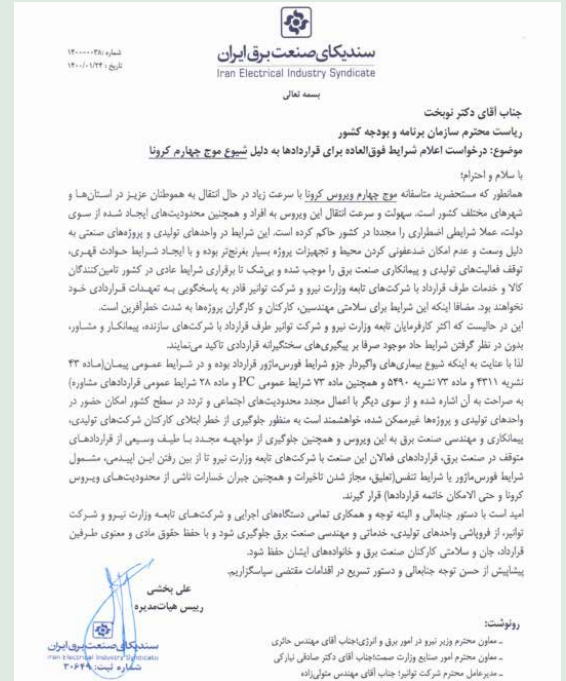 سندیکای صنعت برق ایران
Iran Electrical Industry Syndicate
شماره: ۱۴۰۰۰۰۰۳۸
تاریخ: ۱۴۰۰/۰۱/۲۴
بسمه تعالی
جناب آقای دکتر نوبخت
ریاست محترم سازمان برنامه و بودجه کشور
موضوع: درخواست اعلام شرایط فوق‌العاده برای قراردادها به دلیل شیوع موج چهارم کرونا
با سلام و احترام؛
همانطور که مستحضرید متاسفانه موج چهارم ویروس کرونا با سرعت زیاد در حال انتقال به هموطنان عزیز در استان‌ها و
شهرهای مختلف کشور است. سهولت و سرعت انتقال این ویروس به افراد و همچنین محدودیت‌های ایجاد شده از سوی
دولت، عملا شرایطی اضطراری را مجددا در کشور حاکم کرده است. این شرایط در واحدهای تولیدی و پروژه‌های صنعتی به
دلیل وسعت و عدم امکان ضدعفونی کردن محیط و تجهیزات پروژه بسیار بغرنج‌تر بوده و با ایجاد شرایط حوادث قهری،
توقف فعالیت‌های تولیدی و پیمانکاری صنعت برق را موجب شده و بی‌شک تا برقراری شرایط عادی در کشور تامین‌کنندگان
کالا و خدمات طرف قرارداد با شرکت‌های تابعه وزارت نیرو و شرکت توانیر قادر به پاسخگویی به تعهدات قراردادی خود
نخواهند بود. مضافا اینکه این شرایط برای سلامتی مهندسین، کارکنان و کارگران پروژه‌ها به شدت خطرآفرین است.
این در حالیست که اکثر کارفرمایان تابعه وزارت نیرو و شرکت توانیر طرف قرارداد با شرکت‌های سازنده، پیمانکار و مشاور،
بدون در نظر گرفتن شرایط حاد موجود صرفا بر پیگیری‌های سختگیرانه قراردادی تاکید می‌نمایند.
لذا با عنایت به اینکه شیوع بیماری‌های واگیردار جزو شرایط فورس‌ماژور قرارداد بوده و در شرایط عمومی پیمان(ماده ۴۳
نشریه ۴۳۱۱ و ماده ۷۳ نشریه ۵۴۹۰ و همچنین ماده ۷۳ شرایط عمومی PC و ماده ۲۸ شرایط عمومی قراردادهای مشاوره)
به صراحت به آن اشاره شده و از سوی دیگر با اعمال مجدد محدودیت‌های اجتماعی و تردد در سطح کشور امکان حضور در
واحدهای تولیدی و پروژه‌ها غیرممکن شده، خواهشمند است به منظور جلوگیری از خطر ابتلای کارکنان شرکت‌های تولیدی،
پیمانکاری و مهندسی صنعت برق به این ویروس و همچنین جلوگیری از مواجهه مجدد با طیف وسیعی از قراردادهای
متوقف در صنعت برق، قراردادهای فعالان این صنعت با شرکت‌های تابعه وزارت نیرو تا از بین رفتن این اپیدمی، مشمول
شرایط فورس‌ماژور یا شرایط تنفس(تعلیق، مجاز شدن تاخیرات و همچنین جبران خسارات ناشی از محدودیت‌های ویروس
کرونا و حتی الامکان خاتمه قراردادها) قرار گیرند.
امید است با دستور جنابعالی و البته توجه و همکاری تمامی دستگاه‌های اجرایی و شرکت‌های تابعه وزارت نیرو و شرکت
توانیر، از فروپاشی واحدهای تولیدی، خدماتی و مهندسی صنعت برق جلوگیری شود و با حفظ حقوق مادی و معنوی طرفین
قرارداد، جان و سلامتی کارکنان صنعت برق و خانواده‌های ایشان حفظ شود.
پیشاپیش از حسن توجه جنابعالی و دستور تسریع در اقدامات مقتضی سپاسگزاریم.
علی بخشی
رییس هیات‌مدیره
سندیکای صنعت برق ایران
Iran Electrical Industry Syndicate
شماره ثبت: ۳۰۶۴۹
رونوشت:
ـ معاون محترم وزیر نیرو در امور برق و انرژی؛جناب آقای مهندس حائری
ـ معاون محترم امور صنایع وزارت صمت؛جناب آقای دکتر صادقی نیارکی
ـ مدیرعامل محترم شرکت توانیر؛ جناب آقای مهندس متولی‌زاده